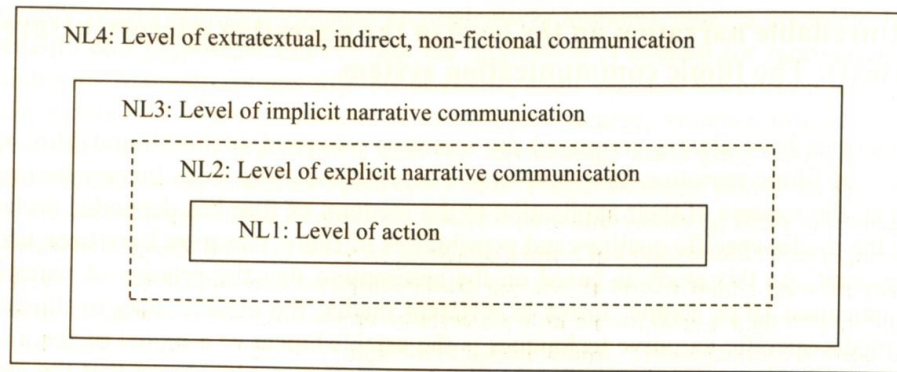 NL4: Level of extratextual, indirect, non-fictional communication
NL3: Level of implicit narrative communication
NL2: Level of explicit narrative communication
NL1: Level of action